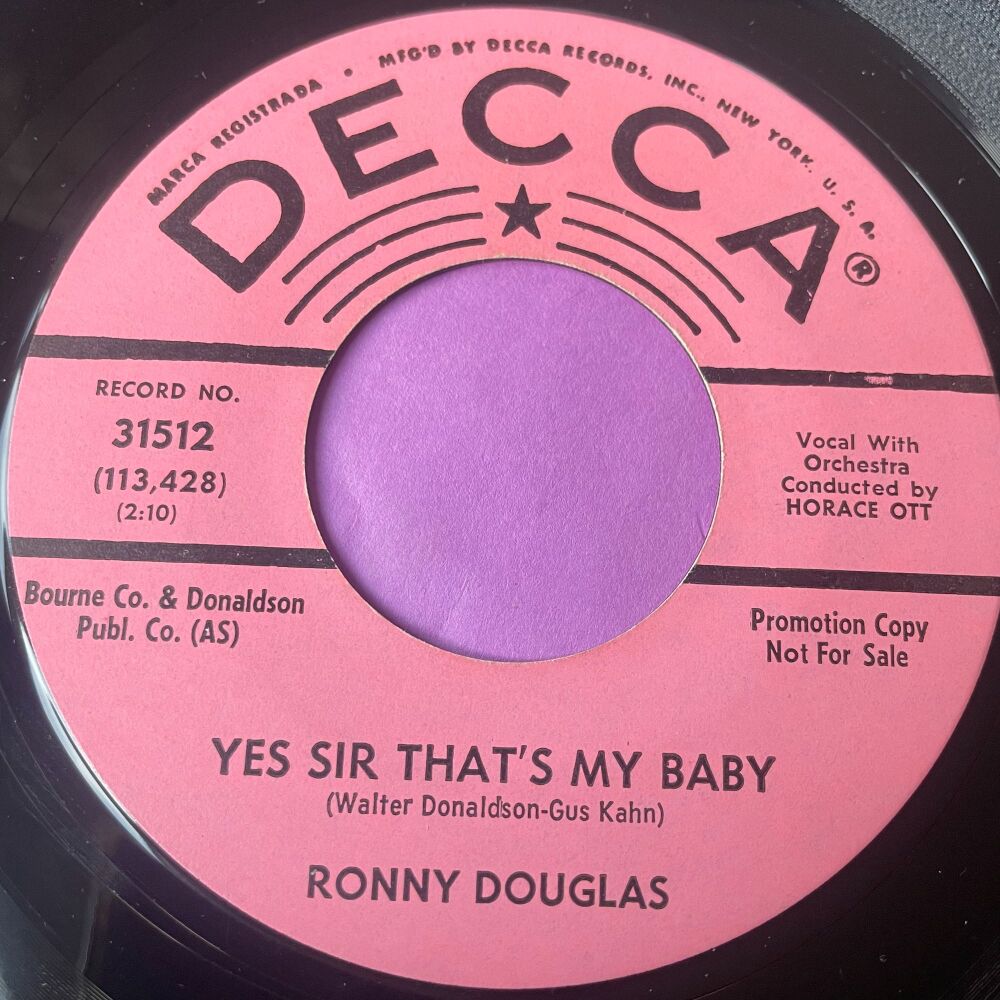 MARCA REGISTRADA • MFG'D BY DECCA RECORDS, INC., NEW YORK, U. S. A.
DECCA®
RECORD NO.
31512
(113,428)
(2:10)
Vocal With
Orchestra
Conducted by
HORACE OTT
Bourne Co. & Donaldson
Publ. Co. (AS)
Promotion Copy
Not For Sale
YES SIR THAT'S MY BABY
(Walter Donaldson-Gus Kahn)
RONNY DOUGLAS